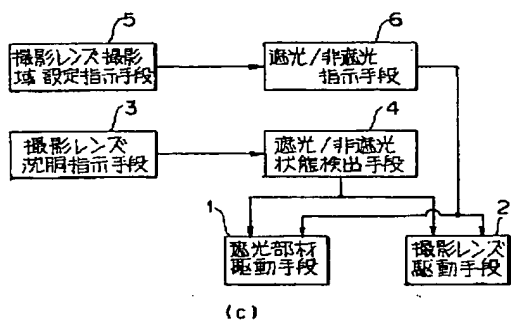 5
撮影レンズ撮影
域設定指示手段
6
遮光/非遮光
指示手段
3
撮影レンズ
沈胴指示手段
4
遮光/非遮光
状態検出手段
1
遮光部材
駆動手段
2
撮影レンズ
駆動手段
(c)